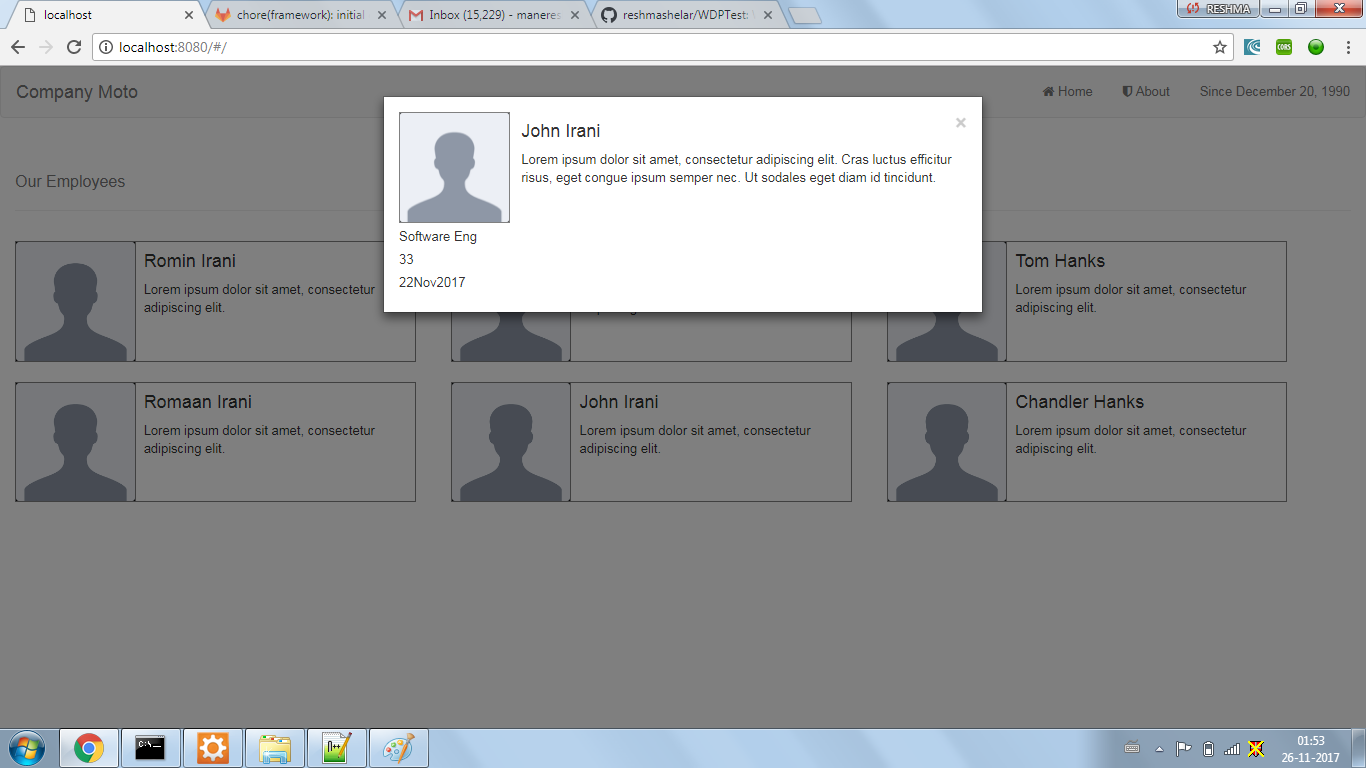 RESHMA
localhost
chore(framework): initial
Inbox (15,229) - maneres
reshmashelar/WDPTest:
localhost:8080/#/
CORS
Company Moto
Home
About
Since December 20, 1990
John Irani
×
Lorem ipsum dolor sit amet, consectetur adipiscing elit. Cras luctus efficitur
risus, eget congue ipsum semper nec. Ut sodales eget diam id tincidunt.
Software Eng
33
22Nov2017
Our Employees
Romin Irani
Lorem ipsum dolor sit amet, consectetur
adipiscing elit.
Tom Hanks
Lorem ipsum dolor sit amet, consectetur
adipiscing elit.
Romaan Irani
Lorem ipsum dolor sit amet, consectetur
adipiscing elit.
John Irani
Lorem ipsum dolor sit amet, consectetur
adipiscing elit.
Chandler Hanks
Lorem ipsum dolor sit amet, consectetur
adipiscing elit.
01:53
26-11-2017